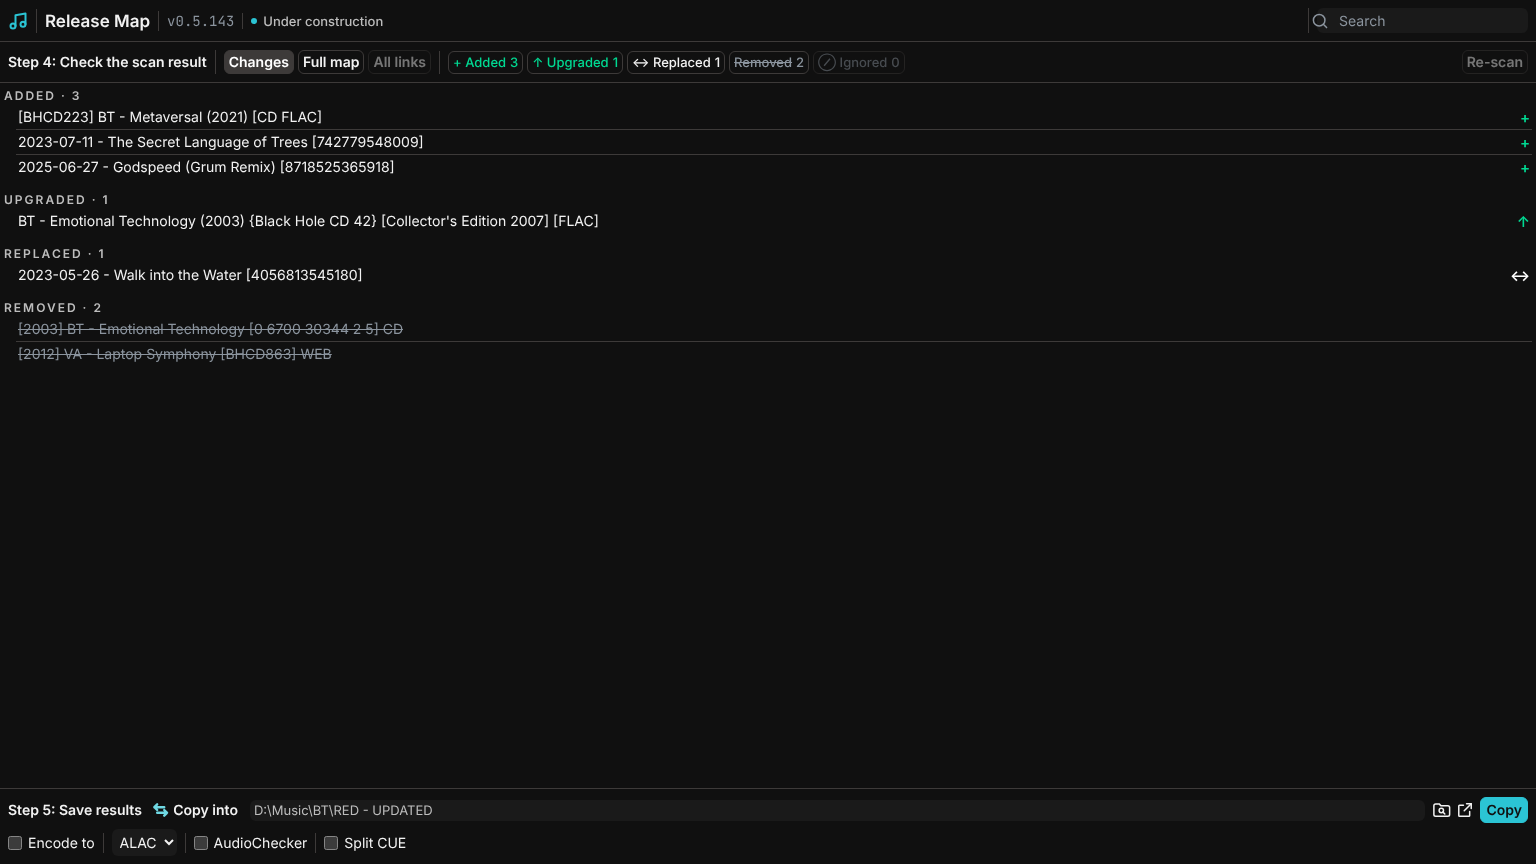 Release Map v0.5.143 Under construction Search
Step 4: Check the scan result Changes Full map All links + Added 3 ↑ Upgraded 1 ↔ Replaced 1 Removed 2 Ignored 0 Re-scan
ADDED · 3
[BHCD223] BT - Metaversal (2021) [CD FLAC] +
2023-07-11 - The Secret Language of Trees [742779548009] +
2025-06-27 - Godspeed (Grum Remix) [8718525365918] +
UPGRADED · 1
BT - Emotional Technology (2003) {Black Hole CD 42} [Collector's Edition 2007] [FLAC] ↑
REPLACED · 1
2023-05-26 - Walk into the Water [4056813545180] ↔
REMOVED · 2
[2003] BT - Emotional Technology [0 6700 30344 2 5] CD
[2012] VA - Laptop Symphony [BHCD863] WEB
Step 5: Save results Copy into D:\Music\BT\RED - UPDATED Copy
Encode to ALAC AudioChecker Split CUE